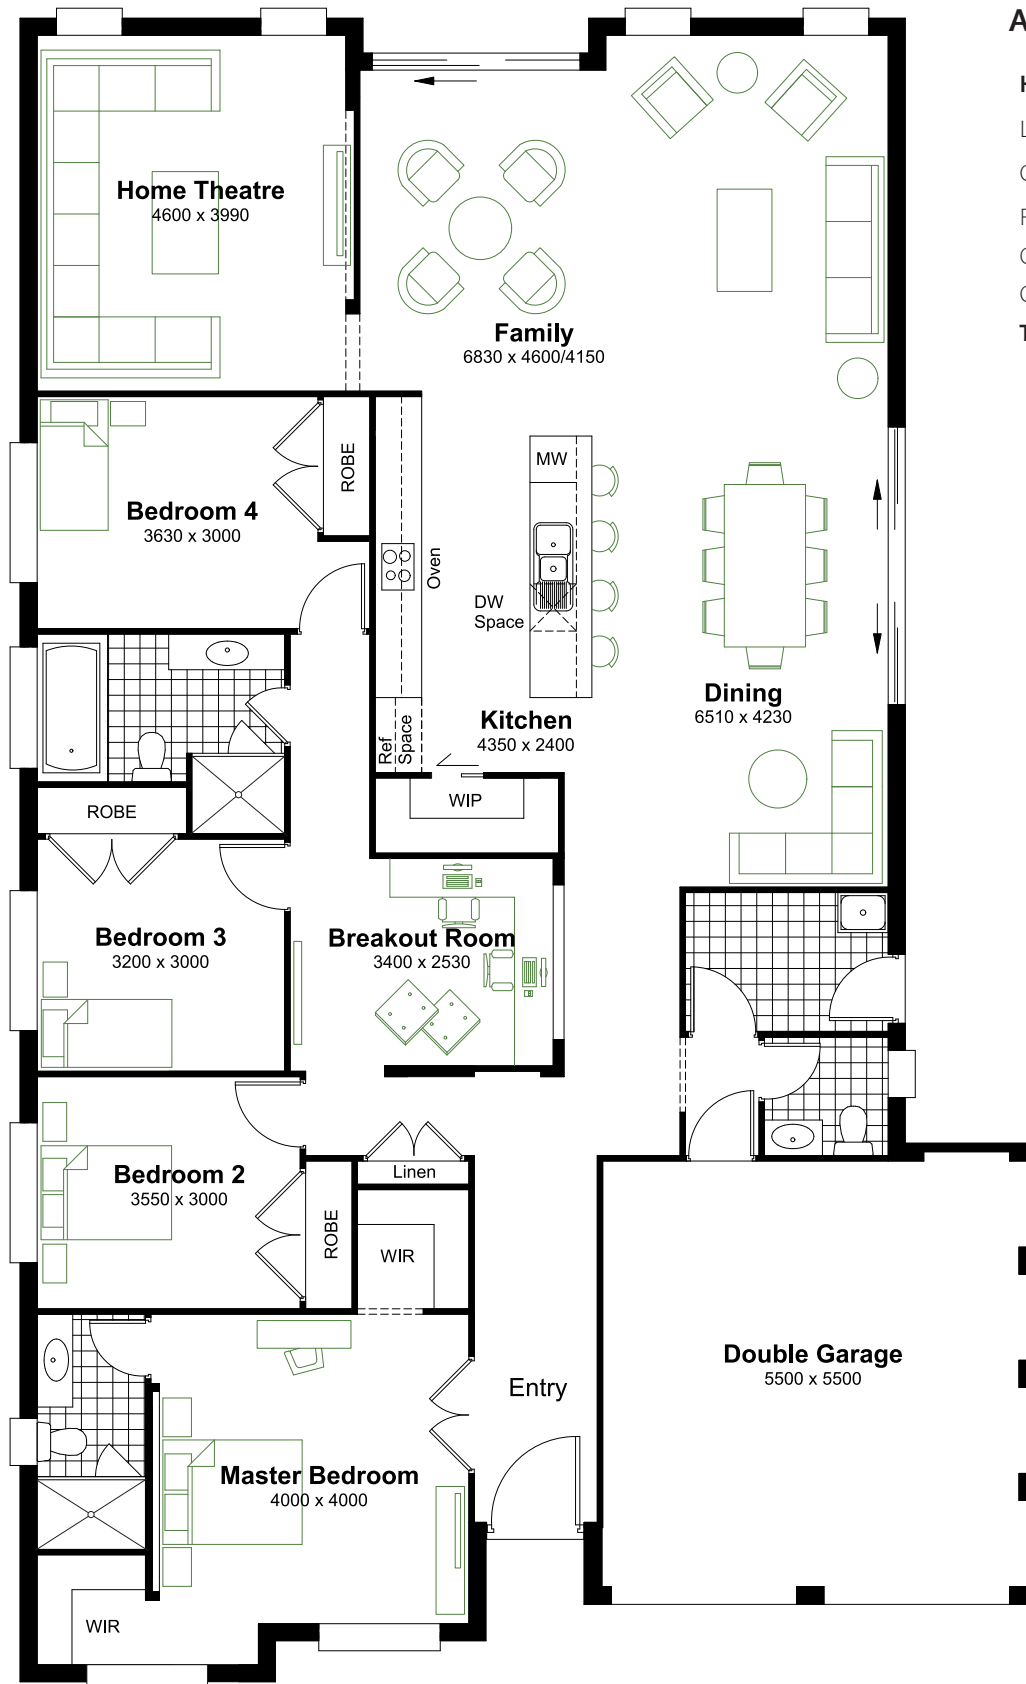 A
Home Theatre
4600 x 3990
Family
6830 x 4600/4150
Bedroom 4
3630 x 3000
ROBE
Oven
MW
DW
Space
Ref
Space
Kitchen
4350 x 2400
Dining
6510 x 4230
WIP
ROBE
Bedroom 3
3200 x 3000
Breakout Room
3400 x 2530
Bedroom 2
3550 x 3000
ROBE
Linen
WIR
Entry
Double Garage
5500 x 5500
Master Bedroom
4000 x 4000
WIR